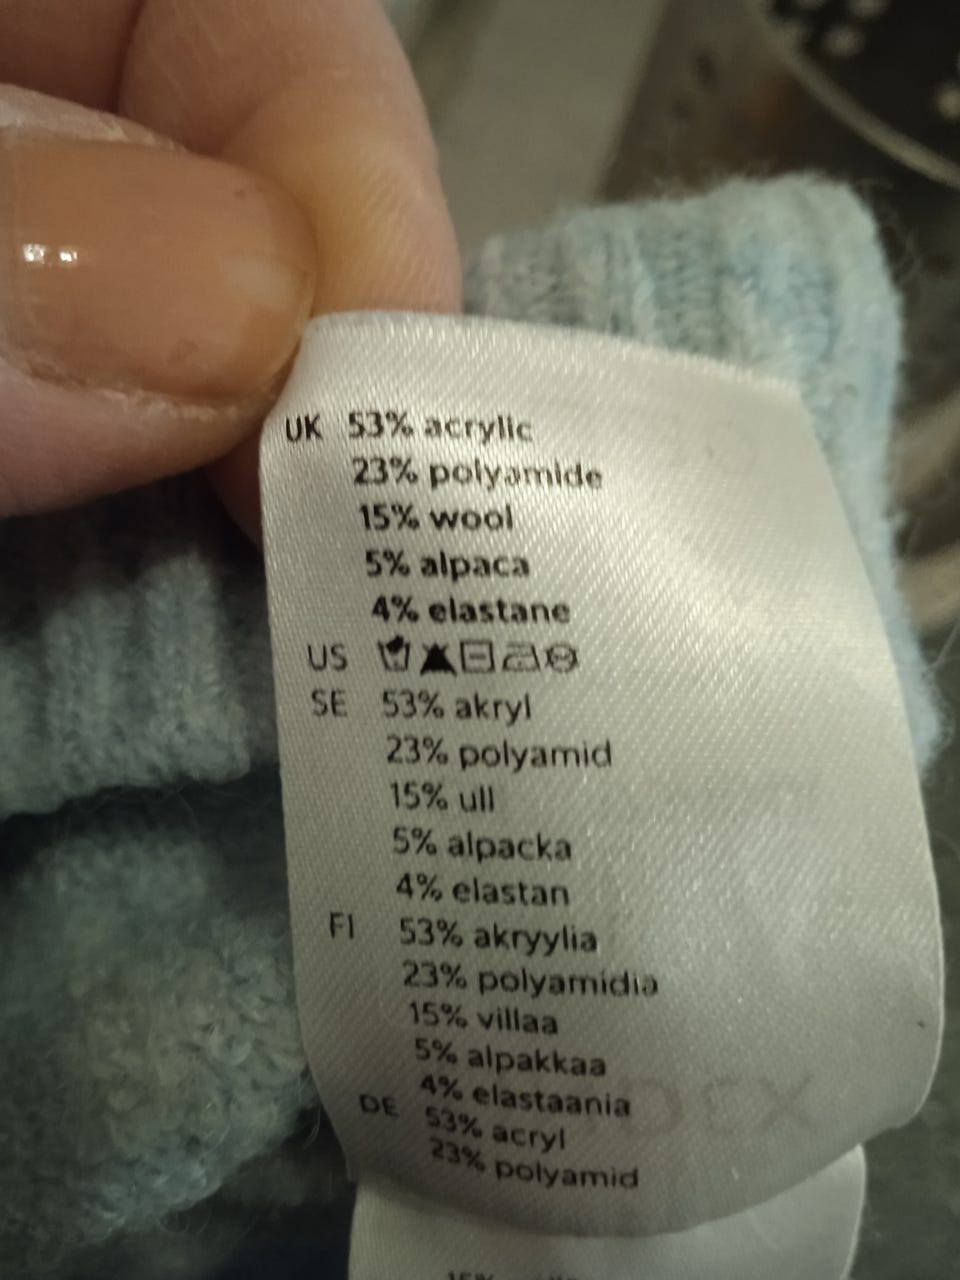 UK 53% acrylic
23% polyamide
15% wool
5% alpaca
4% elastane
US
SE 53% akryl
23% polyamid
15% ull
5% alpacka
4% elastan
FI 53% akryylia
23% polyamidia
15% villaa
5% alpakkaa
4% elastaania
DE 53% acryl
23% polyamid